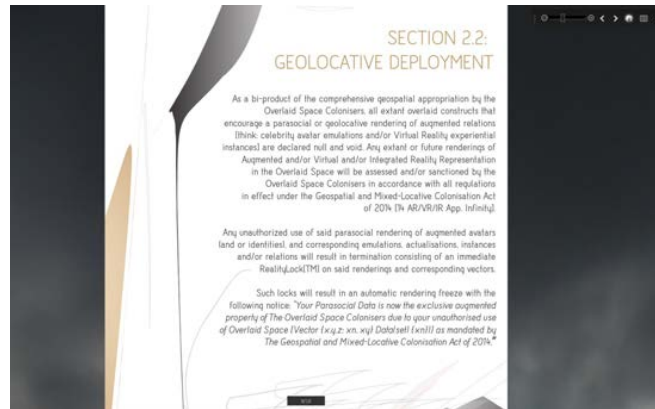 SECTION 2.2:
GEOLOCATIVE DEPLOYMENT
As a bi-product of the comprehensive geospatial appropriation by the
Overlaid Space Colonisers, all extant overlaid constructs that
encourage a parasocial or geolocative rendering of augmented relations
[think: celebrity avatar emulations and/or Virtual Reality experiential
instances] are declared null and void. Any extant or future renderings of
Augmented and/or Virtual and/or Integrated Reality Representation
in the Overlaid Space will be assessed and/or sanctioned by the
Overlaid Space Colonisers in accordance with all regulations
in effect under the Geospatial and Mixed-Locative Colonisation Act
of 2014 [14 AR/VR/IR App. Infinity].
Any unauthorized use of said parasocial rendering of augmented avatars
[and or identities], and corresponding emulations, actualisations, instances
and/or relations will result in termination consisting of an immediate
RealityLock[TM] on said renderings and corresponding vectors.
Such locks will result in an automatic rendering freeze with the
following notice: "Your Parasocial Data is now the exclusive augmented
property of The Overlaid Space Colonisers due to your unauthorised use
of Overlaid Space [Vector {x,y,z: xn, xy} Data(set) {xn}]] as mandated by
The Geospatial and Mixed-Locative Colonisation Act of 2014."